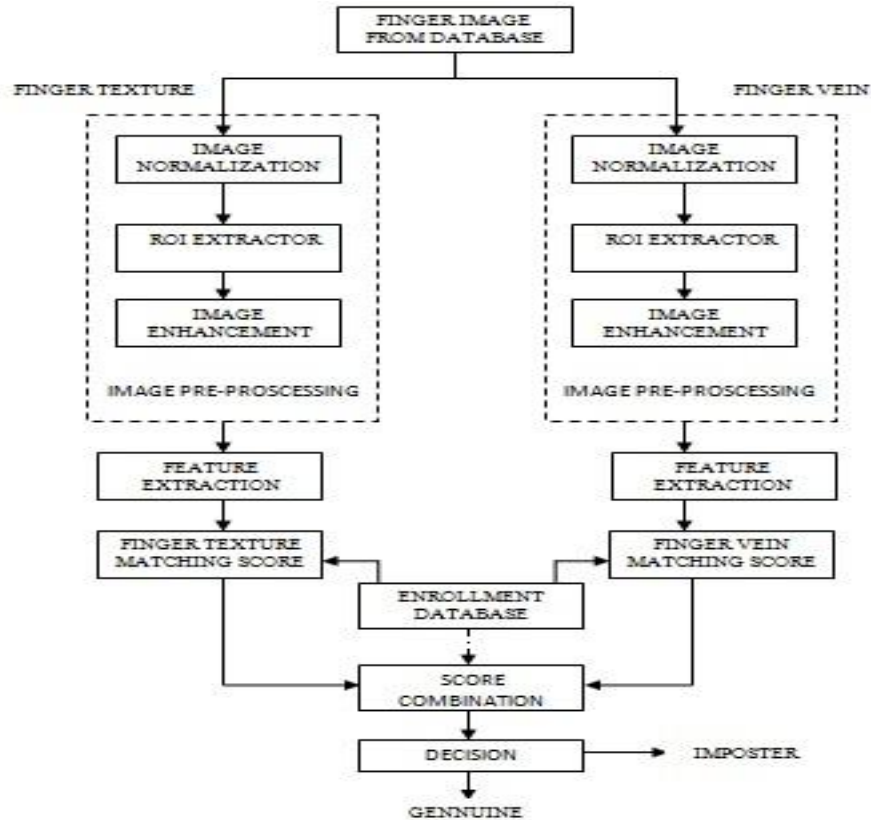 FINGER IMAGE
FROM DATABASE
FINGER TEXTURE
FINGER VEIN
IMAGE
NORMALIZATION
IMAGE
NORMALIZATION
ROI EXTRACTOR
ROI EXTRACTOR
IMAGE
ENHANCEMENT
IMAGE
ENHANCEMENT
IMAGE PRE-PROSCESSING
IMAGE PRE-PROSCESSING
FEATURE
EXTRACTION
FEATURE
EXTRACTION
FINGER TEXTURE
MATCHING SCORE
FINGER VEIN
MATCHING SCORE
ENROLLMENT
DATABASE
SCORE
COMBINATION
DECISION
IMPOSTER
GENNUINE